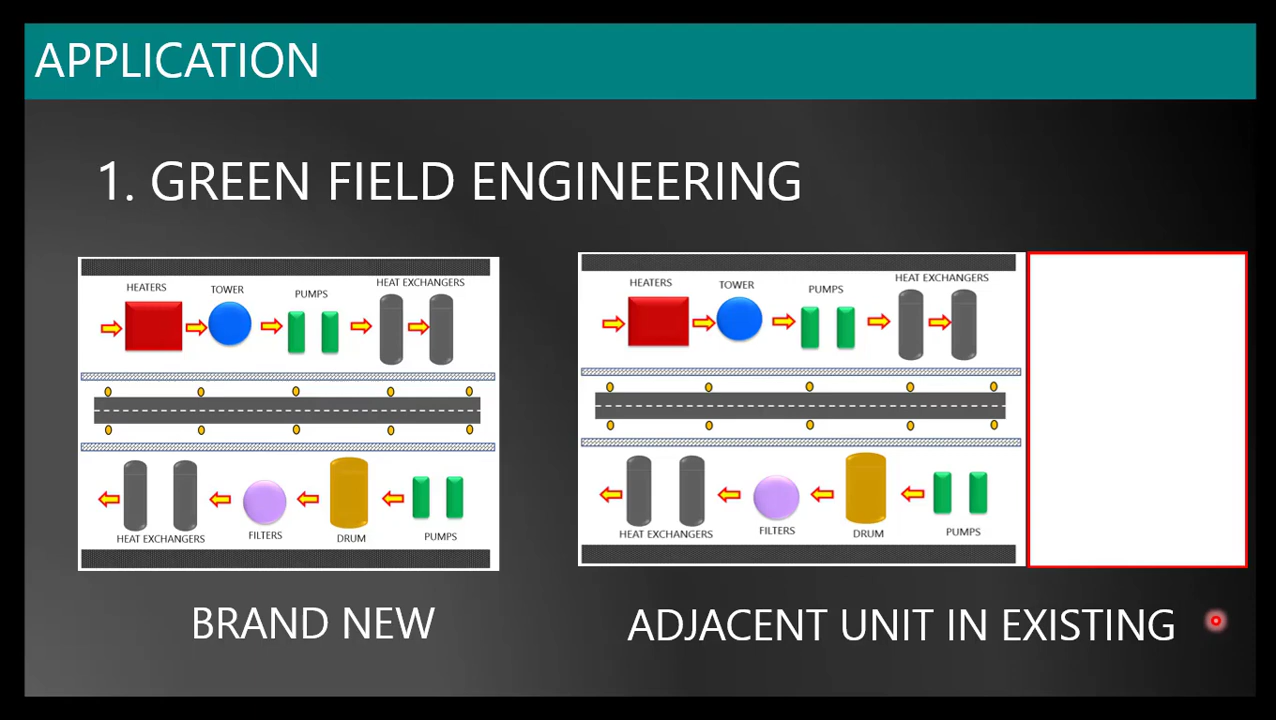 APPLICATION
1. GREEN FIELD ENGINEERING
HEATERS
TOWER
PUMPS
HEAT EXCHANGERS
HEAT EXCHANGERS
FILTERS
DRUM
PUMPS
BRAND NEW
HEATERS
TOWER
PUMPS
HEAT EXCHANGERS
HEAT EXCHANGERS
FILTERS
DRUM
PUMPS
ADJACENT UNIT IN EXISTING